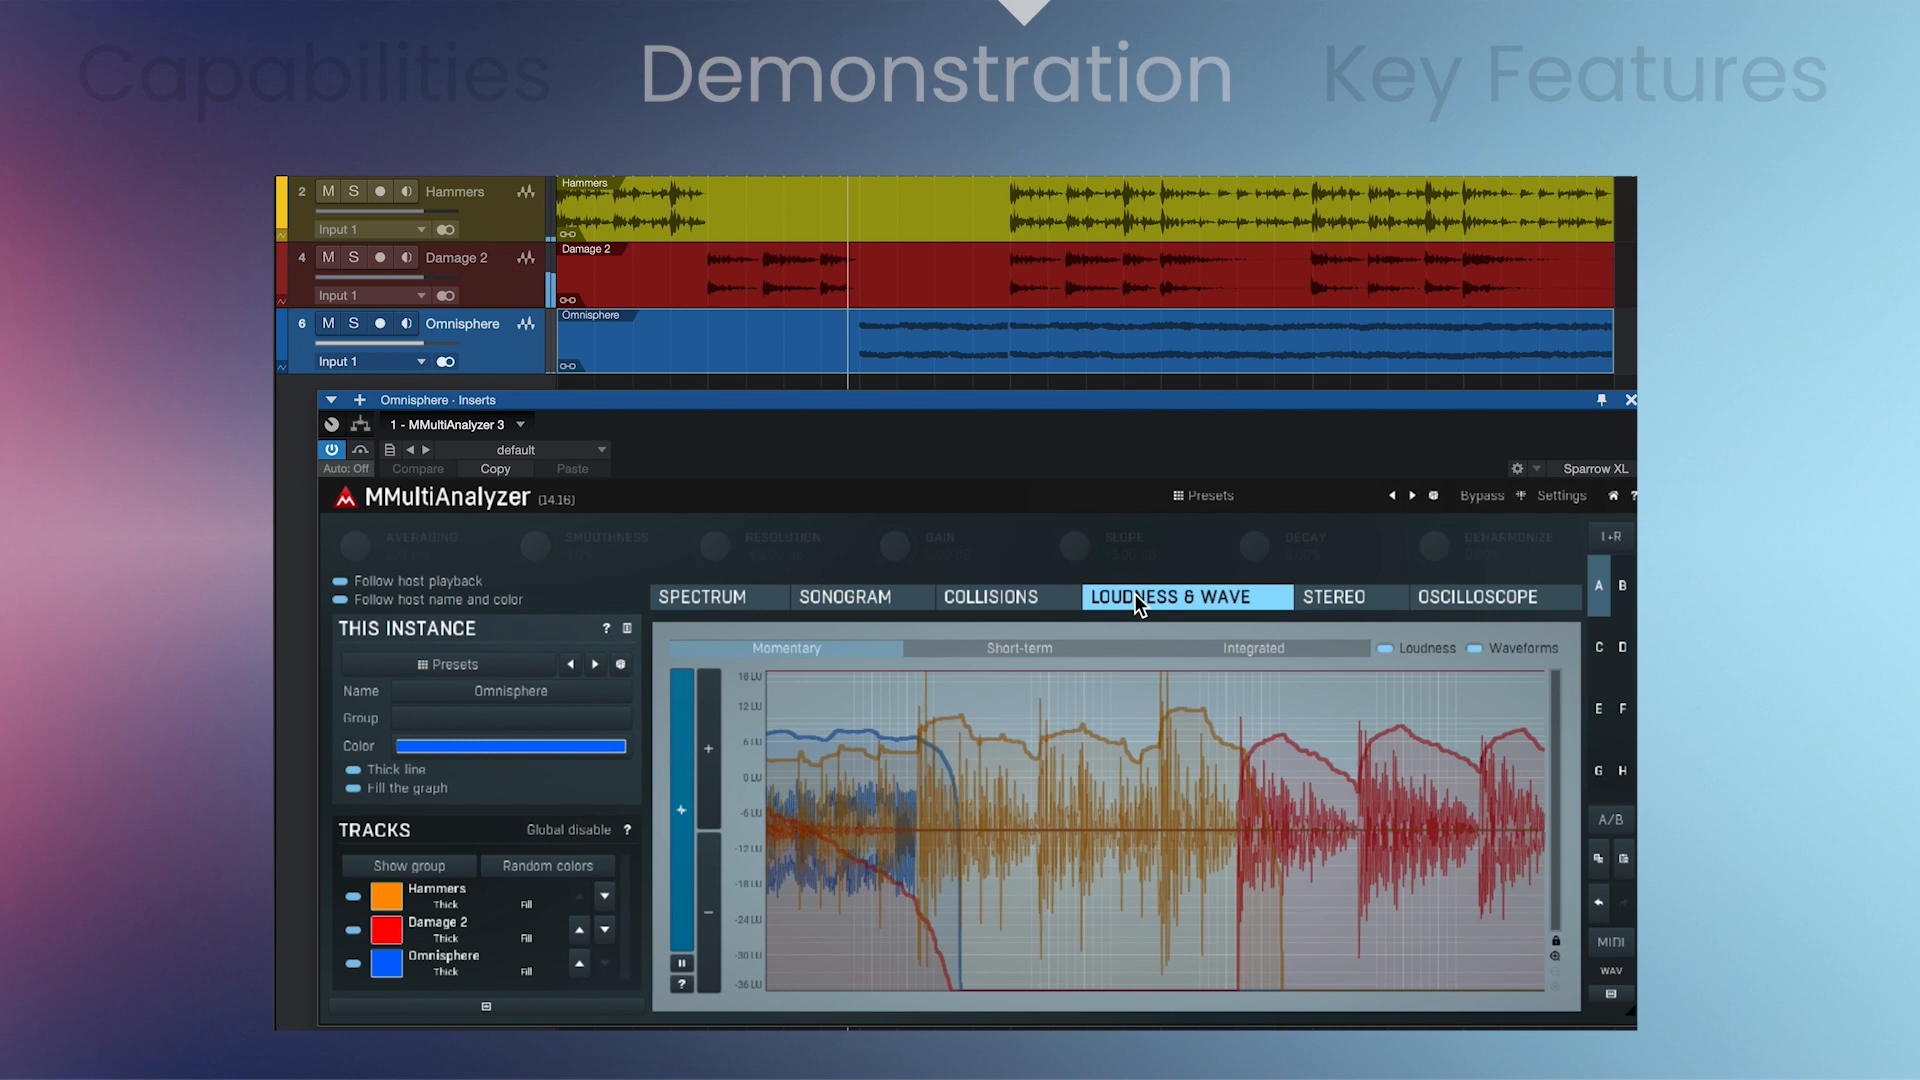 Capabilities Demonstration Key Features
2 M S Hammers
Input 1
Hammers
4 M S Damage 2
Input 1
Damage 2
6 M S Omnisphere
Input 1
Omnisphere
Omnisphere · Inserts
1 - MMultiAnalyzer 3
default
Auto: Off Compare Copy Paste
Sparrow XL
MMultiAnalyzer (14.16)
Presets
Bypass Settings ?
AVERAGING SMOOTHNESS RESOLUTION GAIN SLOPE DECAY DEHARMONIZE
Follow host playback
Follow host name and color
SPECTRUM SONOGRAM COLLISIONS LOUDNESS & WAVE STEREO OSCILLOSCOPE
THIS INSTANCE ?
Presets
Name Omnisphere
Group
Color
Thick line
Fill the graph
TRACKS Global disable ?
Show group Random colors
Hammers
Thick Fill
Damage 2
Thick Fill
Omnisphere
Thick Fill
Momentary Short-term Integrated Loudness Waveforms
18 LU
12 LU
6 LU
0 LU
-6 LU
-12 LU
-18 LU
-24 LU
-30 LU
-36 LU
+
−
?
L+R
A B
C D
E F
G H
A/B
MIDI
WAV